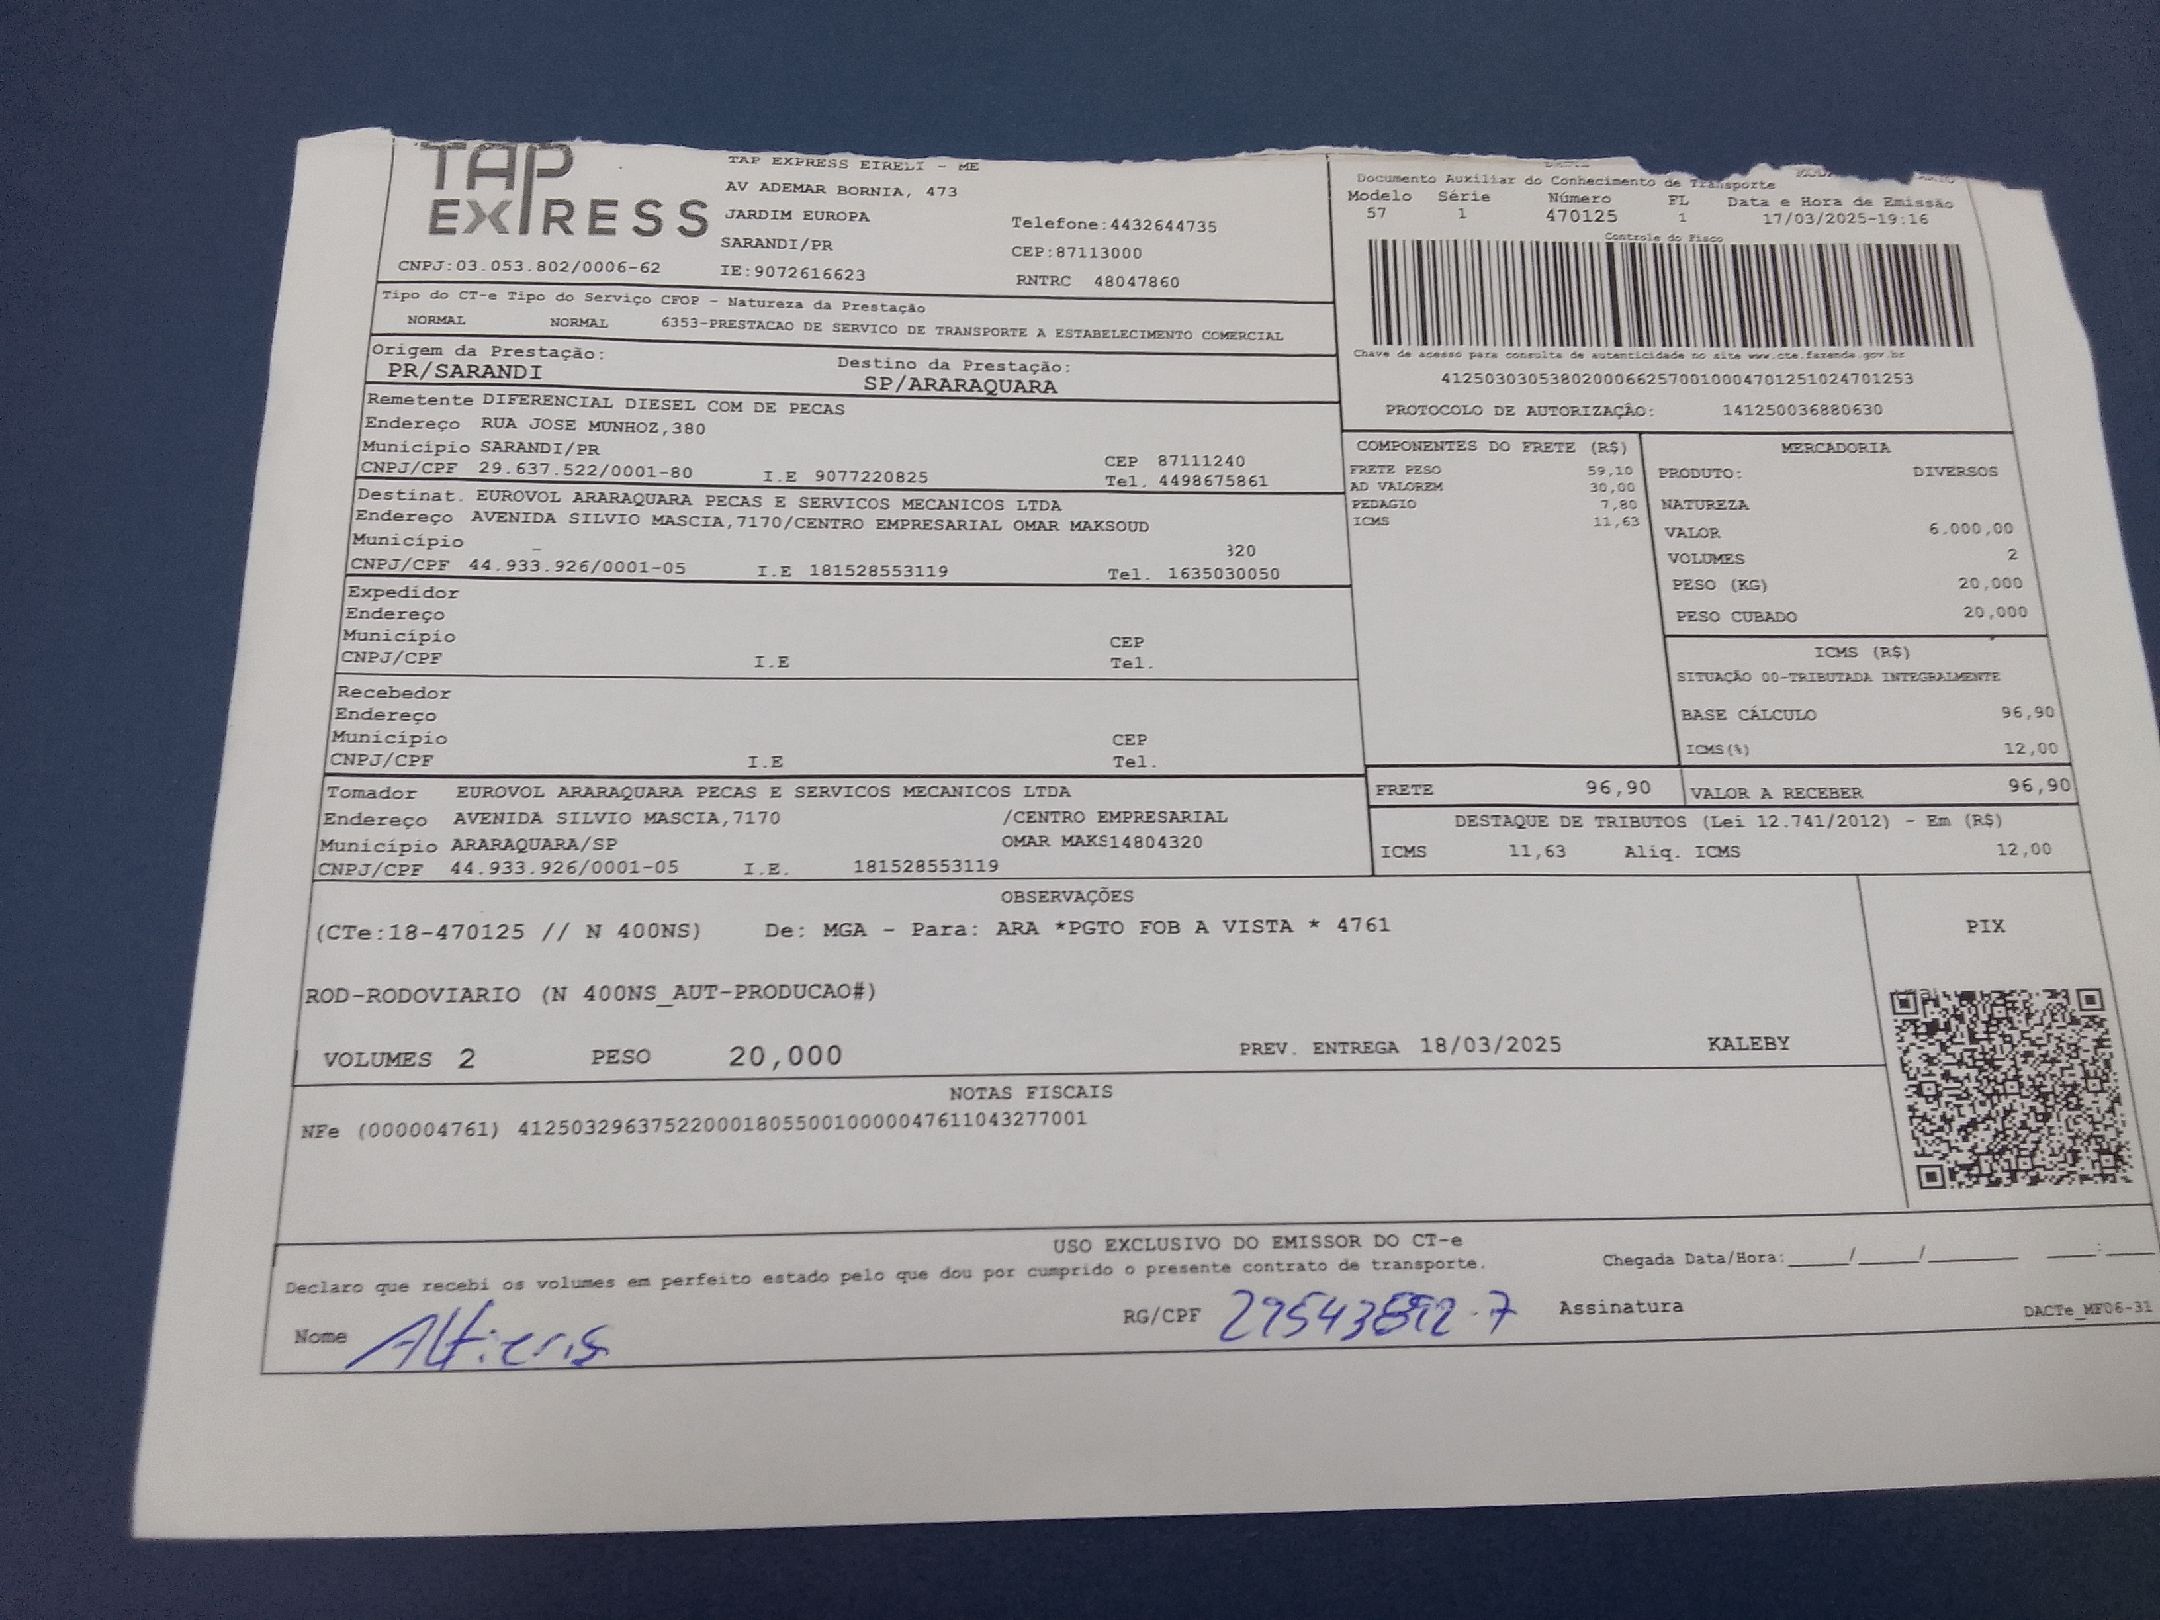 TAP EXPRESS
TAP EXPRESS EIRELI - ME
AV ADEMAR BORNIA, 473
JARDIM EUROPA
Telefone:4432644735
SARANDI/PR
CEP:87113000
CNPJ:03.053.802/0006-62
IE:9072616623
RNTRC 48047860
Documento Auxiliar do Conhecimento de Transporte
Modelo Série Número FL Data e Hora de Emissão
57 1 470125 1 17/03/2025-19:16
Controle do Fisco
Chave de acesso para consulta de autenticidade no site www.cte.fazenda.gov.br
41250303053802000662570010004701251024701253
PROTOCOLO DE AUTORIZAÇÃO: 141250036880630
Tipo do CT-e Tipo do Serviço CFOP - Natureza da Prestação
NORMAL NORMAL 6353-PRESTACAO DE SERVICO DE TRANSPORTE A ESTABELECIMENTO COMERCIAL
Origem da Prestação: Destino da Prestação:
PR/SARANDI SP/ARARAQUARA
Remetente DIFERENCIAL DIESEL COM DE PECAS
Endereço RUA JOSE MUNHOZ,380
Município SARANDI/PR CEP 87111240
CNPJ/CPF 29.637.522/0001-80 I.E 9077220825 Tel. 4498675861
Destinat. EUROVOL ARARAQUARA PECAS E SERVICOS MECANICOS LTDA
Endereço AVENIDA SILVIO MASCIA,7170/CENTRO EMPRESARIAL OMAR MAKSOUD
Município 320
CNPJ/CPF 44.933.926/0001-05 I.E 181528553119 Tel. 1635030050
Expedidor
Endereço
Município CEP
CNPJ/CPF I.E Tel.
Recebedor
Endereço
Município CEP
CNPJ/CPF I.E Tel.
Tomador EUROVOL ARARAQUARA PECAS E SERVICOS MECANICOS LTDA
Endereço AVENIDA SILVIO MASCIA,7170 /CENTRO EMPRESARIAL
Município ARARAQUARA/SP OMAR MAKS14804320
CNPJ/CPF 44.933.926/0001-05 I.E. 181528553119
COMPONENTES DO FRETE (R$)
FRETE PESO 59,10
AD VALOREM 30,00
PEDAGIO 7,80
ICMS 11,63
MERCADORIA
PRODUTO: DIVERSOS
NATUREZA
VALOR 6.000,00
VOLUMES 2
PESO (KG) 20,000
PESO CUBADO 20,000
ICMS (R$)
SITUAÇÃO 00-TRIBUTADA INTEGRALMENTE
BASE CÁLCULO 96,90
ICMS(%) 12,00
FRETE 96,90 VALOR A RECEBER 96,90
DESTAQUE DE TRIBUTOS (Lei 12.741/2012) - Em (R$)
ICMS 11,63 Aliq. ICMS 12,00
OBSERVAÇÕES
(CTe:18-470125 // N 400NS) De: MGA - Para: ARA *PGTO FOB A VISTA * 4761
PIX
ROD-RODOVIARIO (N 400NS_AUT-PRODUCAO#)
VOLUMES 2 PESO 20,000 PREV. ENTREGA 18/03/2025 KALEBY
NOTAS FISCAIS
NFe (000004761) 41250329637522000180550010000047611043277001
USO EXCLUSIVO DO EMISSOR DO CT-e
Declaro que recebi os volumes em perfeito estado pelo que dou por cumprido o presente contrato de transporte.
Chegada Data/Hora:_____/_____/________ ____:____
Nome RG/CPF 29543892-7 Assinatura
DACTe_MF06-31